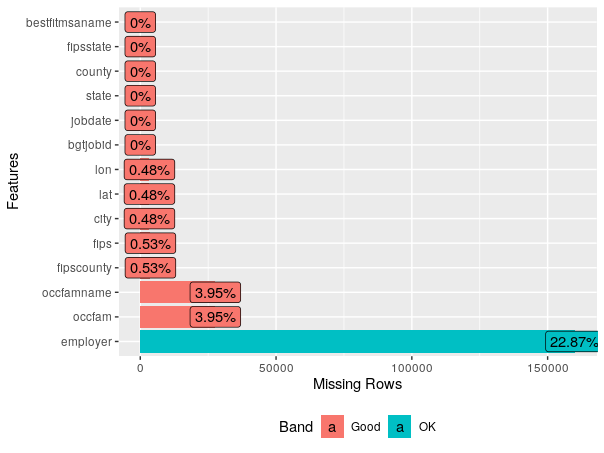 bestfitmsaname
0%
fipsstate
0%
county
0%
state
0%
jobdate
0%
bgtjobid
0%
lon
0.48%
lat
0.48%
city
0.48%
fips
0.53%
fipscounty
0.53%
occfamname
3.95%
occfam
3.95%
employer
22.87%
Features
0
50000
100000
150000
Missing Rows
Band
a
Good
a
OK